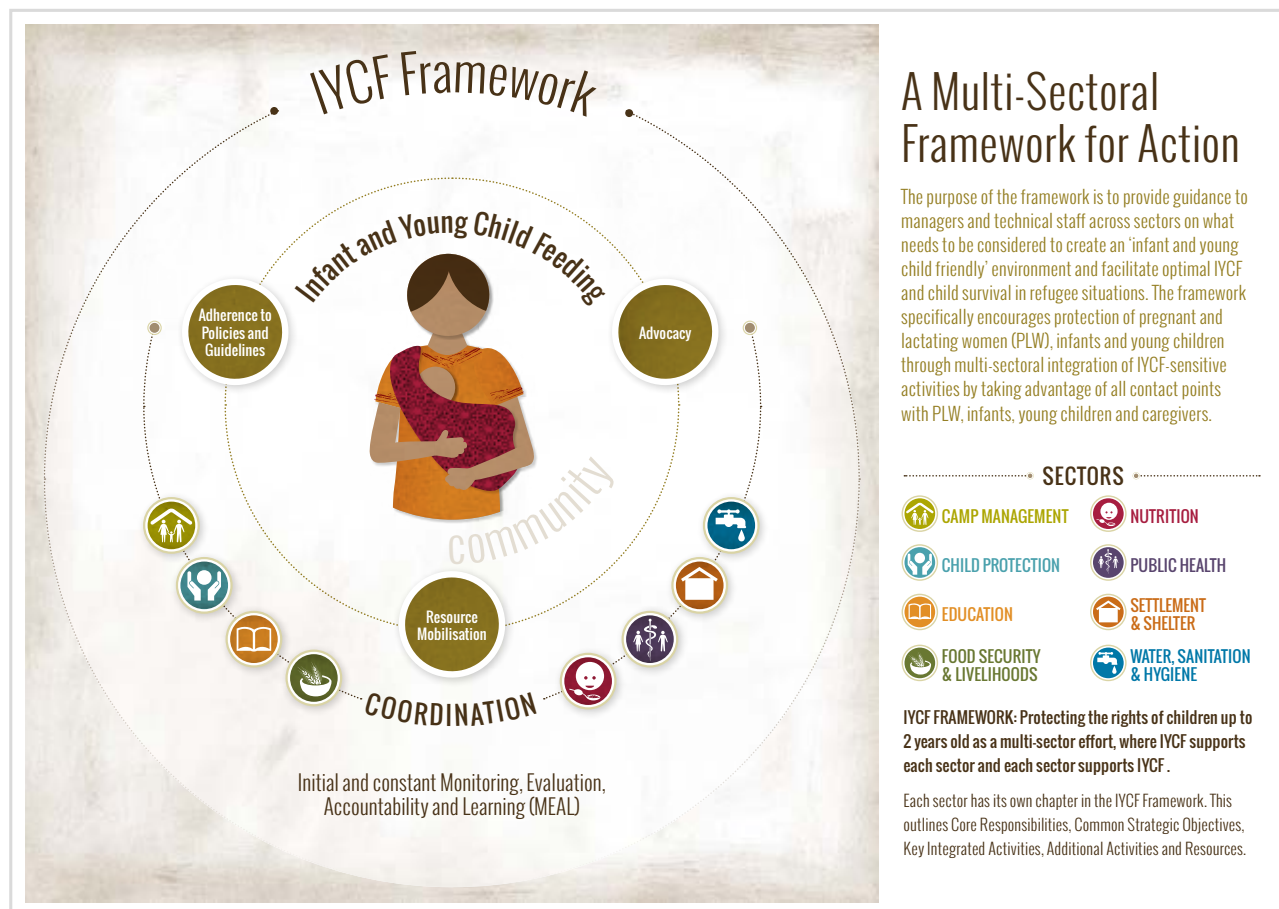 IYCF Framework
Infant and Young Child Feeding
Adherence to
Policies and
Guidelines
Advocacy
community
Resource
Mobilisation
COORDINATION
Initial and constant Monitoring, Evaluation,
Accountability and Learning (MEAL)
A Multi-Sectoral
Framework for Action
The purpose of the framework is to provide guidance to
managers and technical staff across sectors on what
needs to be considered to create an ‘infant and young
child friendly’ environment and facilitate optimal IYCF
and child survival in refugee situations. The framework
specifically encourages protection of pregnant and
lactating women (PLW), infants and young children
through multi-sectoral integration of IYCF-sensitive
activities by taking advantage of all contact points
with PLW, infants, young children and caregivers.
SECTORS
CAMP MANAGEMENT
CHILD PROTECTION
EDUCATION
FOOD SECURITY
& LIVELIHOODS
NUTRITION
PUBLIC HEALTH
SETTLEMENT
& SHELTER
WATER, SANITATION
& HYGIENE
IYCF FRAMEWORK: Protecting the rights of children up to
2 years old as a multi-sector effort, where IYCF supports
each sector and each sector supports IYCF .
Each sector has its own chapter in the IYCF Framework. This
outlines Core Responsibilities, Common Strategic Objectives,
Key Integrated Activities, Additional Activities and Resources.